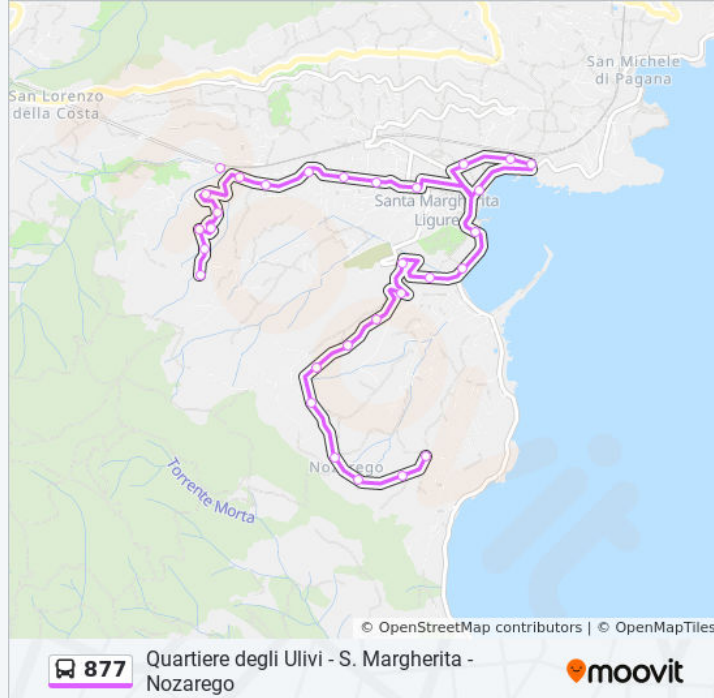 San Michele
di Pagana
San Lorenzo
della Costa
Santa Margherita
Ligure
Nozarego
Torrente Morta
© OpenStreetMap contributors | © OpenMapTiles
877
Quartiere degli Ulivi - S. Margherita -
Nozarego
moovit